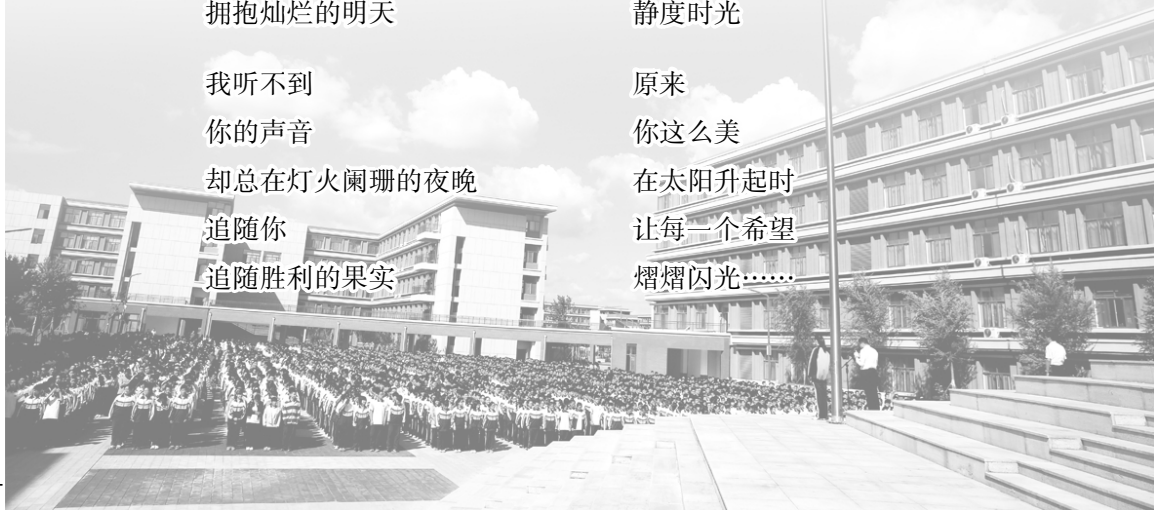 拥抱灿烂的明天
我听不到
你的声音
却总在灯火阑珊的夜晚
追随你
追随胜利的果实
静度时光
原来
你这么美
在太阳升起时
让每一个希望
熠熠闪光……